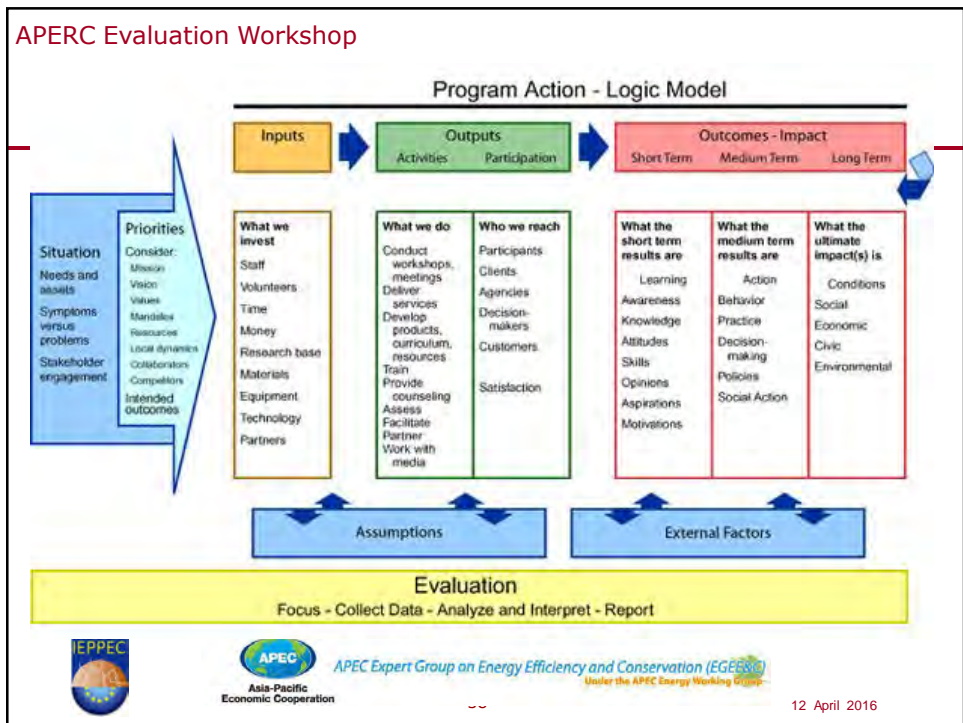 APERC Evaluation Workshop
Program Action - Logic Model
Inputs
Outputs
Activities Participation
Outcomes - Impact
Short Term Medium Term Long Term
Situation
Needs and
assets
Symptoms
versus
problems
Stakeholder
engagement
Priorities
Consider:
Mission
Vision
Values
Mandates
Resources
Local dynamics
Collaborators
Competitors
Intended
outcomes
What we
invest
Staff
Volunteers
Time
Money
Research base
Materials
Equipment
Technology
Partners
What we do
Conduct
workshops,
meetings
Deliver
services
Develop
products,
curriculum,
resources
Train
Provide
counseling
Assess
Facilitate
Partner
Work with
media
Who we reach
Participants
Clients
Agencies
Decision-
makers
Customers
Satisfaction
What the
short term
results are
Learning
Awareness
Knowledge
Attitudes
Skills
Opinions
Aspirations
Motivations
What the
medium term
results are
Action
Behavior
Practice
Decision-
making
Policies
Social Action
What the
ultimate
impact(s) is
Conditions
Social
Economic
Civic
Environmental
Assumptions
External Factors
Evaluation
Focus - Collect Data - Analyze and Interpret - Report
IEPPEC
APEC
Asia-Pacific
Economic Cooperation
APEC Expert Group on Energy Efficiency and Conservation (EGEE&C)
Under the APEC Energy Working Group
12 April 2016